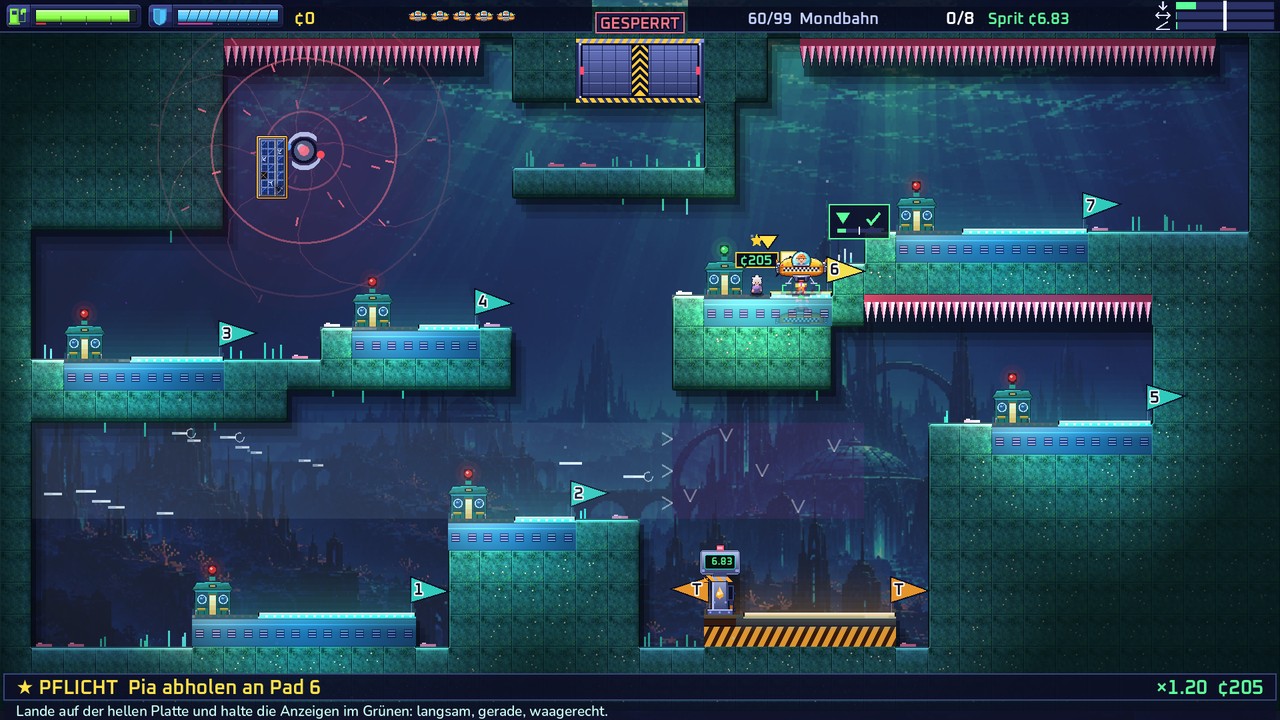 ¢0
GESPERRT
60/99 Mondbahn
0/8 Sprit ¢6.83
7
¢205
6
4
3
5
2
6.83
1
T
T
★ PFLICHT Pia abholen an Pad 6
×1.20 ¢205
Lande auf der hellen Platte und halte die Anzeigen im Grünen: langsam, gerade, waagerecht.